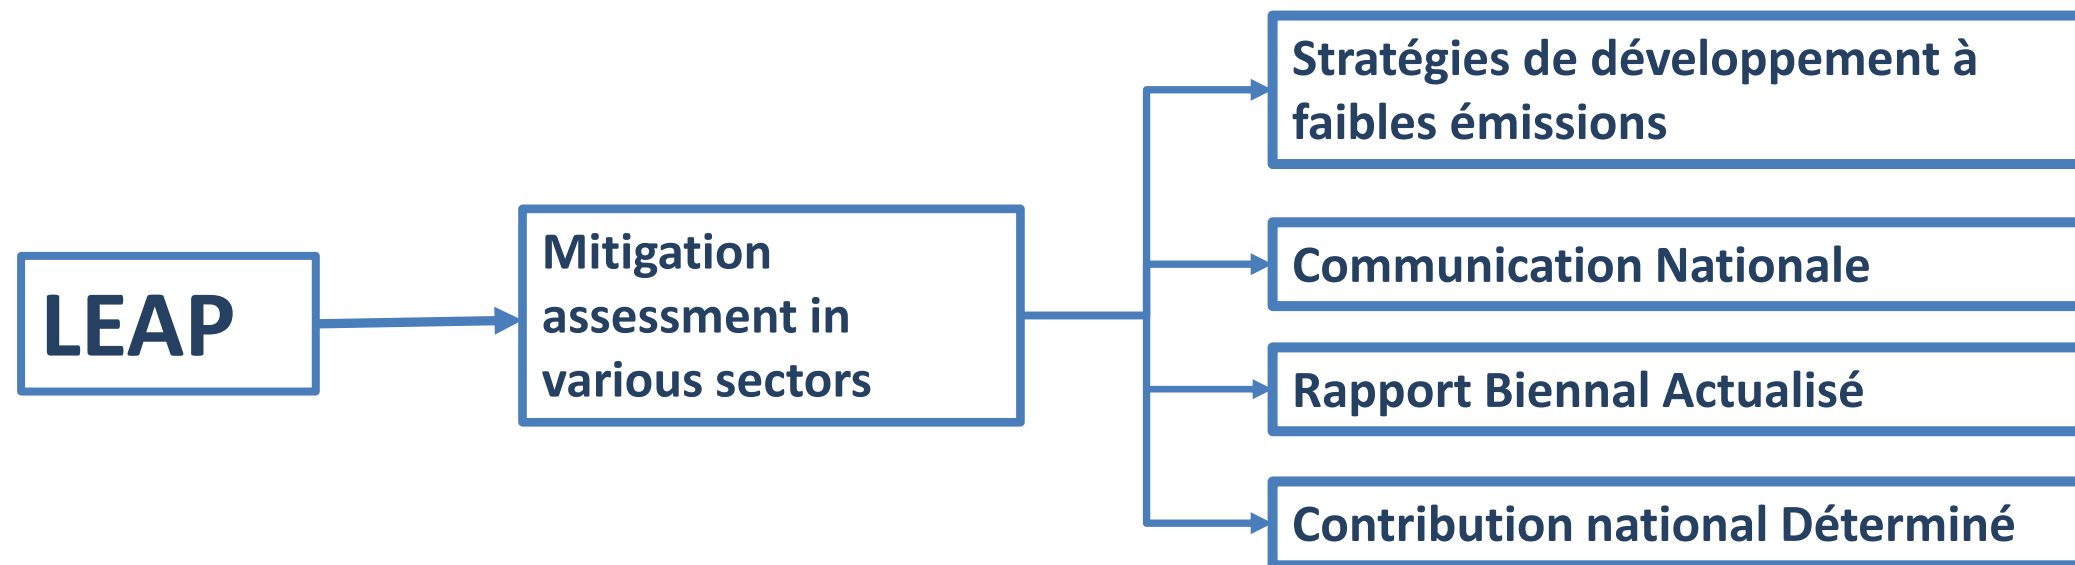 LEAP
Mitigation
assessment in
various sectors
Stratégies de développement à
faibles émissions
Communication Nationale
Rapport Biennal Actualisé
Contribution national Déterminé